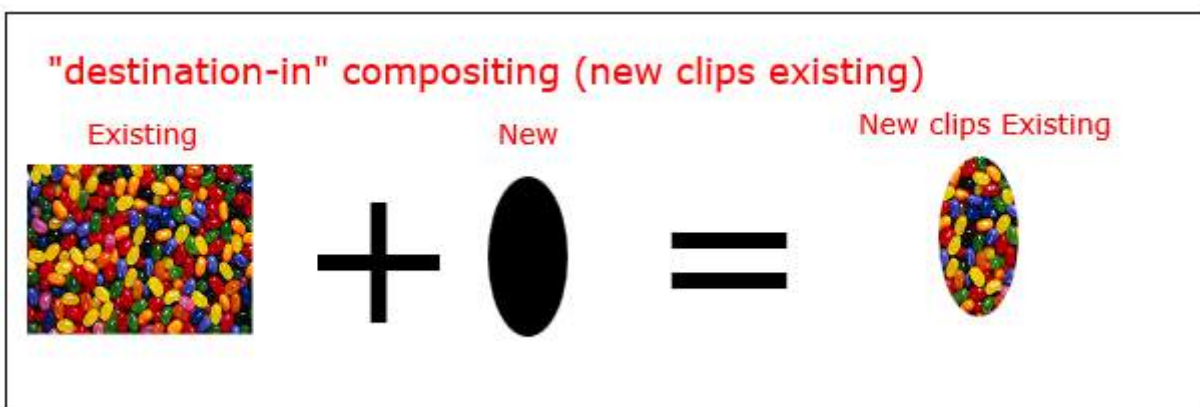 "destination-in" compositing (new clips existing)
Existing
New
New clips Existing